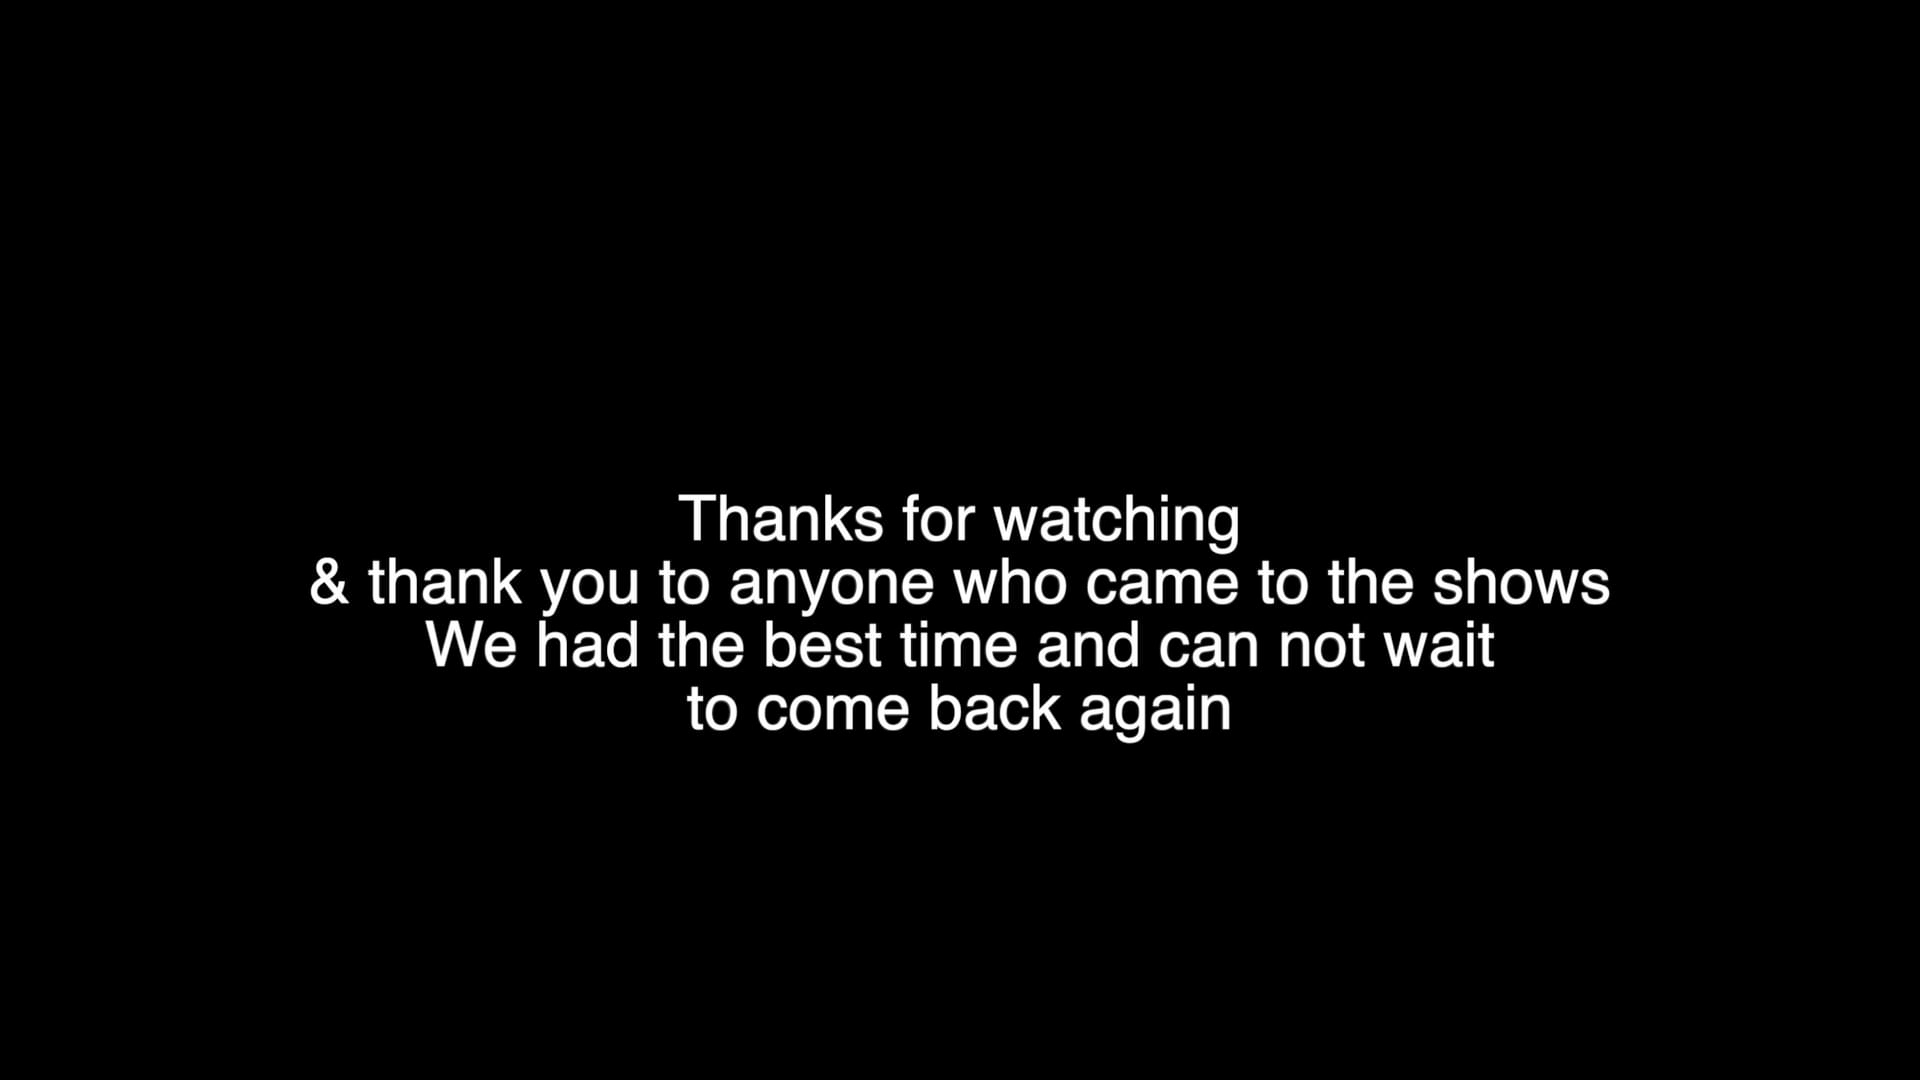 Thanks for watching
& thank you to anyone who came to the shows
We had the best time and can not wait
to come back again